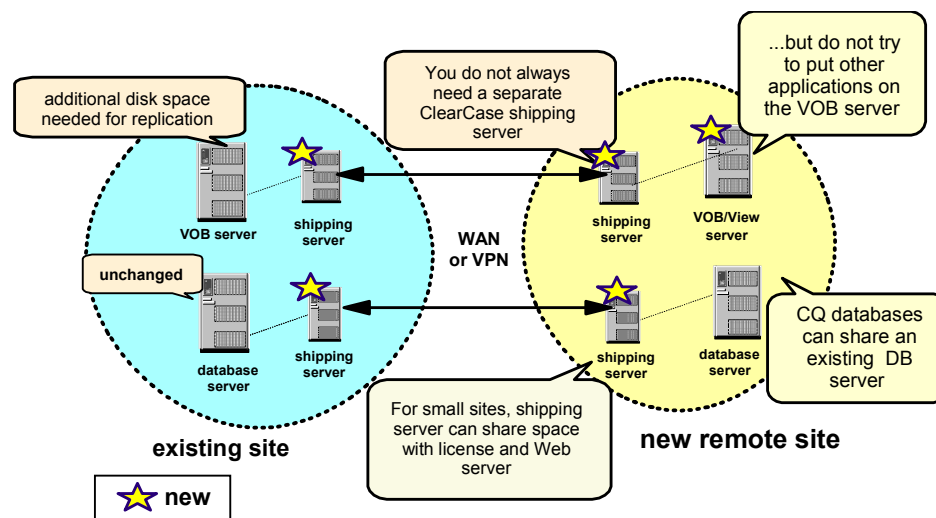 ...but do not try
to put other
applications on
the VOB server
You do not always
need a separate
ClearCase shipping
server
additional disk space
needed for replication
VOB server
shipping
server
shipping
server
VOB/View
server
WAN
or VPN
unchanged
database
server
shipping
server
shipping
server
database
server
CQ databases
can share an
existing DB
server
For small sites, shipping
server can share space
with license and Web
server
existing site
new remote site
new